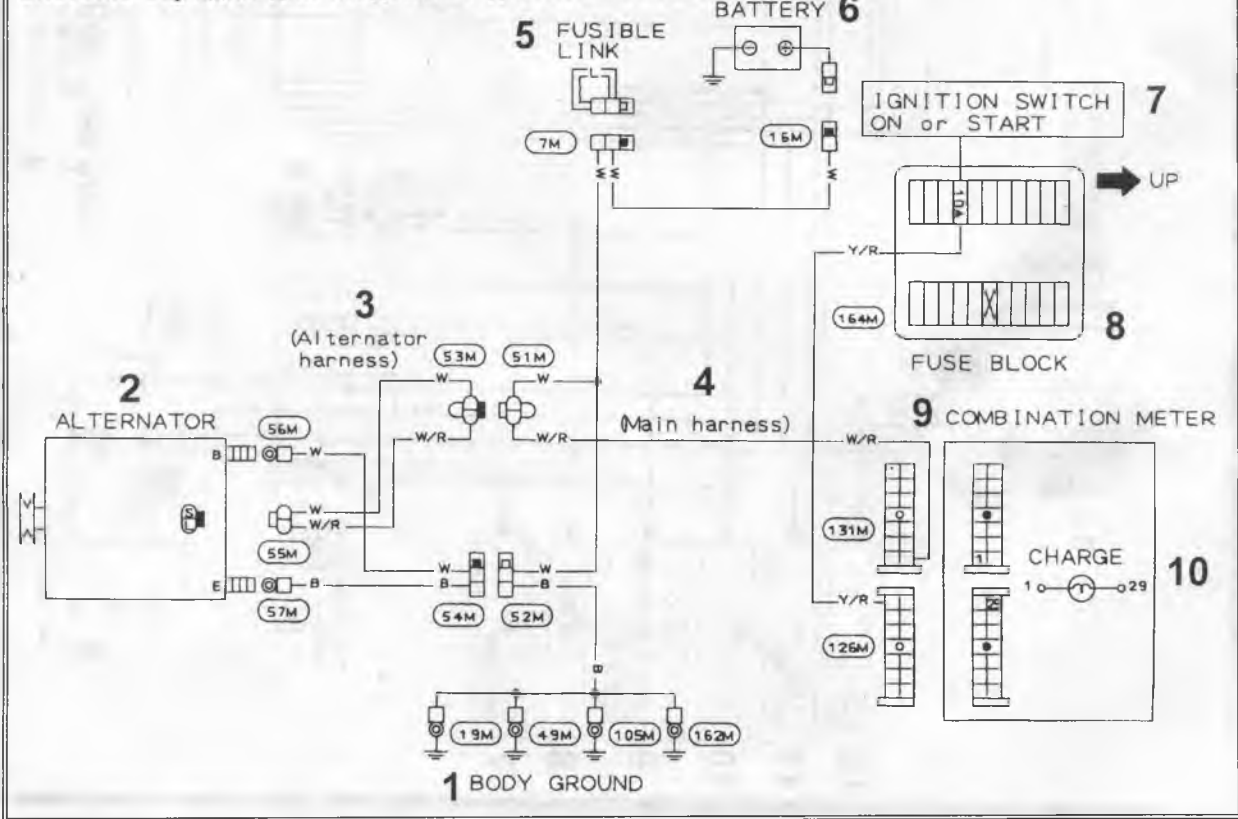 BATTERY 6
5 FUSIBLE
LINK
7M
15M
W W
W
IGNITION SWITCH
ON or START
7
10A
UP
Y/R
164M
8
FUSE BLOCK
3
(Alternator
harness)
53M
51M
W
W
4
(Main harness)
W/R
W/R
W/R
2
ALTERNATOR
56M
B
W
S
L
W
W/R
55M
E
B
57M
W
B
W
B
54M
52M
9 COMBINATION METER
131M
1
CHARGE
1
29
10
Y/R
126M
B
19M
49M
105M
162M
1 BODY GROUND